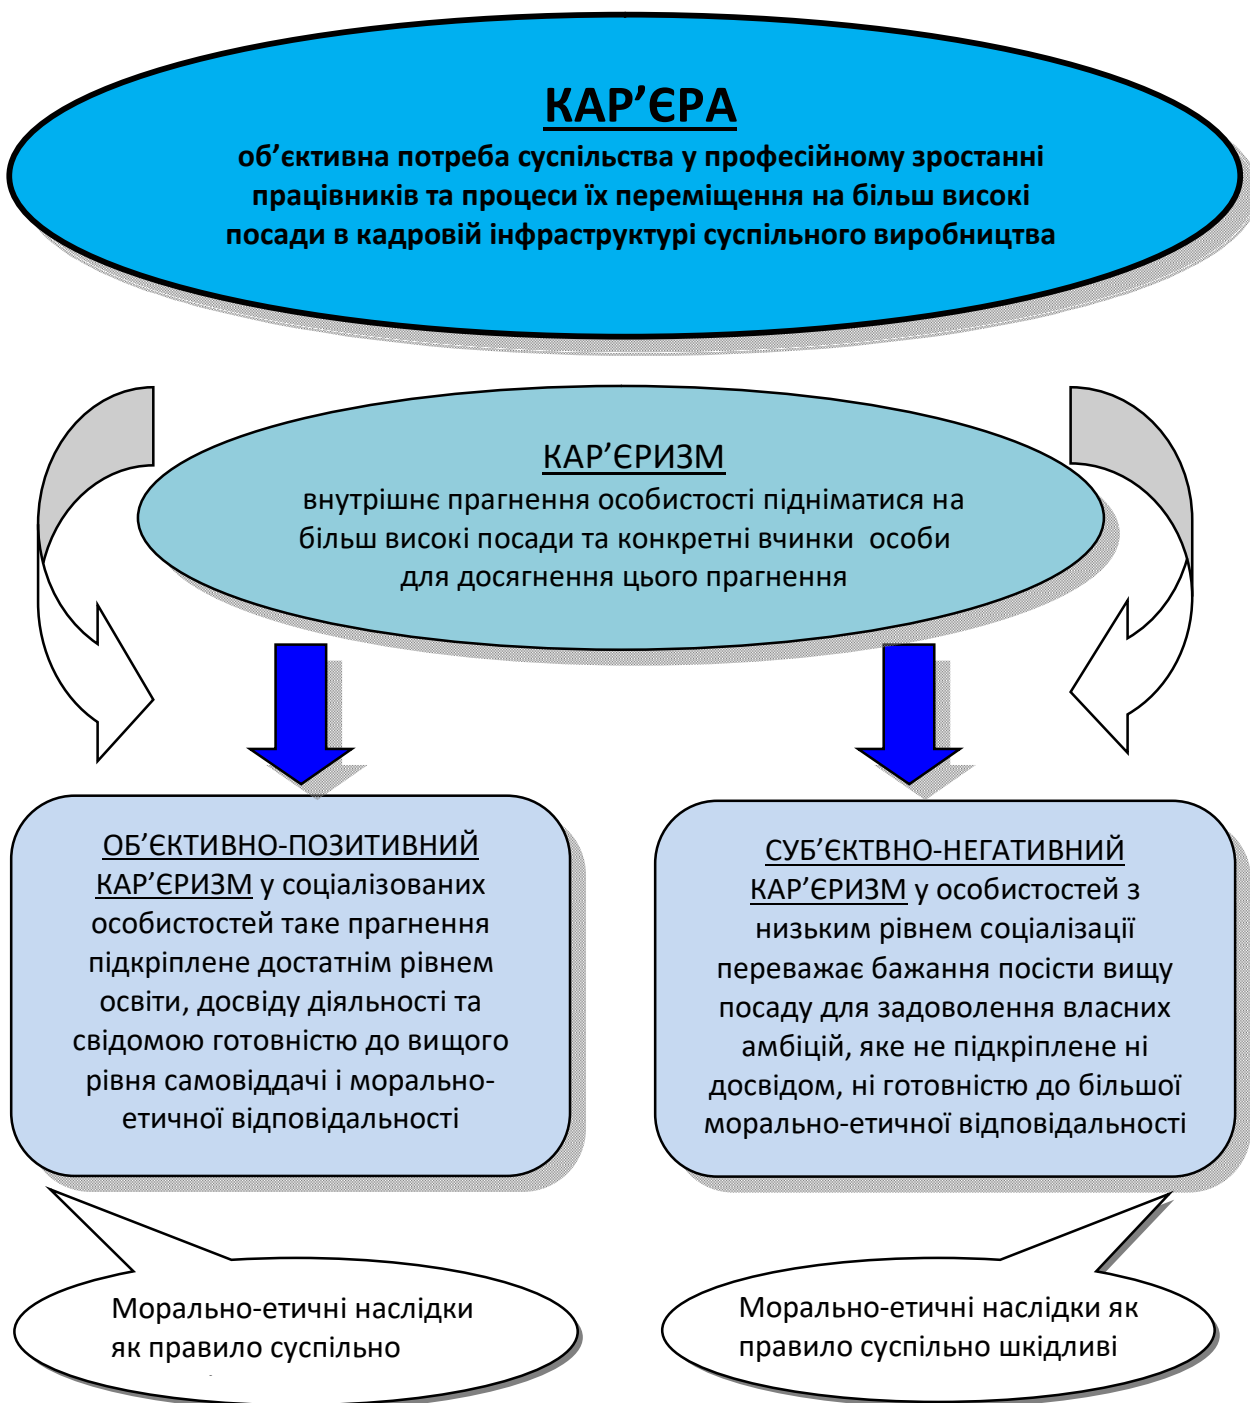 КАР’ЄРА
об’єктивна потреба суспільства у професійному зростанні
працівників та процеси їх переміщення на більш високі
посади в кадровій інфраструктурі суспільного виробництва
КАР’ЄРИЗМ
внутрішнє прагнення особистості підніматися на
більш високі посади та конкретні вчинки особи
для досягнення цього прагнення
ОБ’ЄКТИВНО-ПОЗИТИВНИЙ
КАР’ЄРИЗМ у соціалізованих
особистостей таке прагнення
підкріплене достатнім рівнем
освіти, досвіду діяльності та
свідомою готовністю до вищого
рівня самовіддачі і морально-
етичної відповідальності
СУБ’ЄКТВНО-НЕГАТИВНИЙ
КАР’ЄРИЗМ у особистостей з
низьким рівнем соціалізації
переважає бажання посісти вищу
посаду для задоволення власних
амбіцій, яке не підкріплене ні
досвідом, ні готовністю до більшої
морально-етичної відповідальності
Морально-етичні наслідки
як правило суспільно
Морально-етичні наслідки як
правило суспільно шкідливі